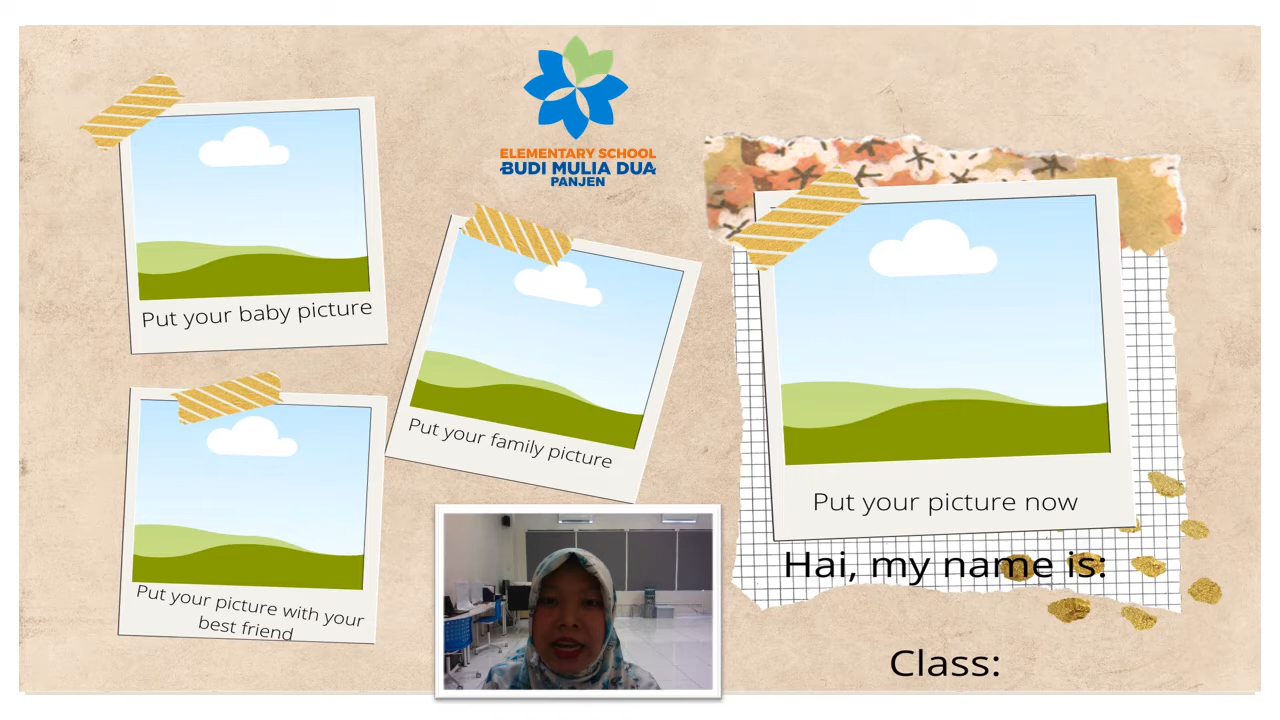 ELEMENTARY SCHOOL
BUDI MULIA DUA
PANJEN
Put your baby picture
Put your family picture
Put your picture with your
best friend
Put your picture now
Hai, my name is:
Class: